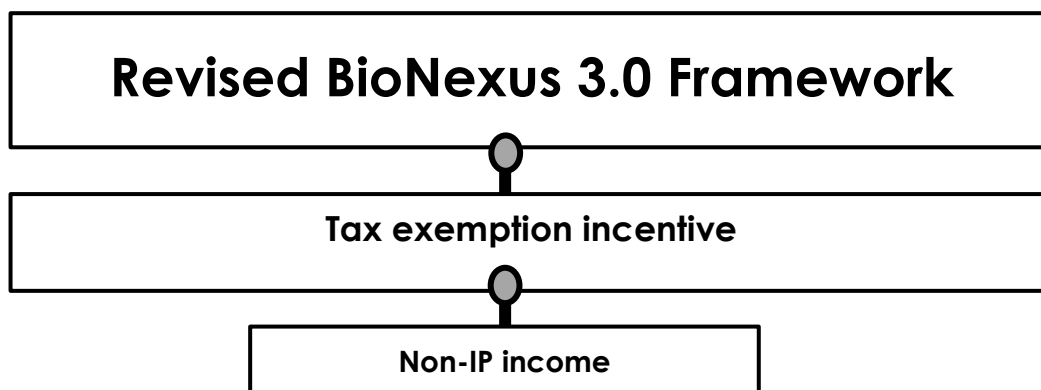 Revised BioNexus 3.0 Framework
Tax exemption incentive
Non-IP income